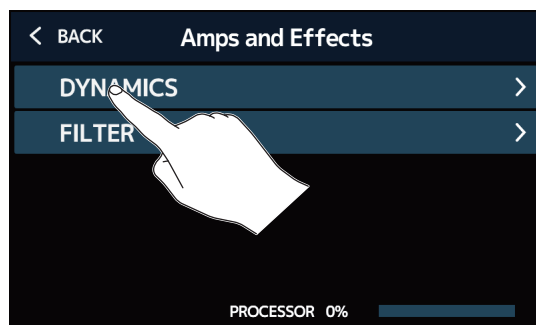 < BACK Amps and Effects
DYNAMICS >
FILTER >
PROCESSOR 0%